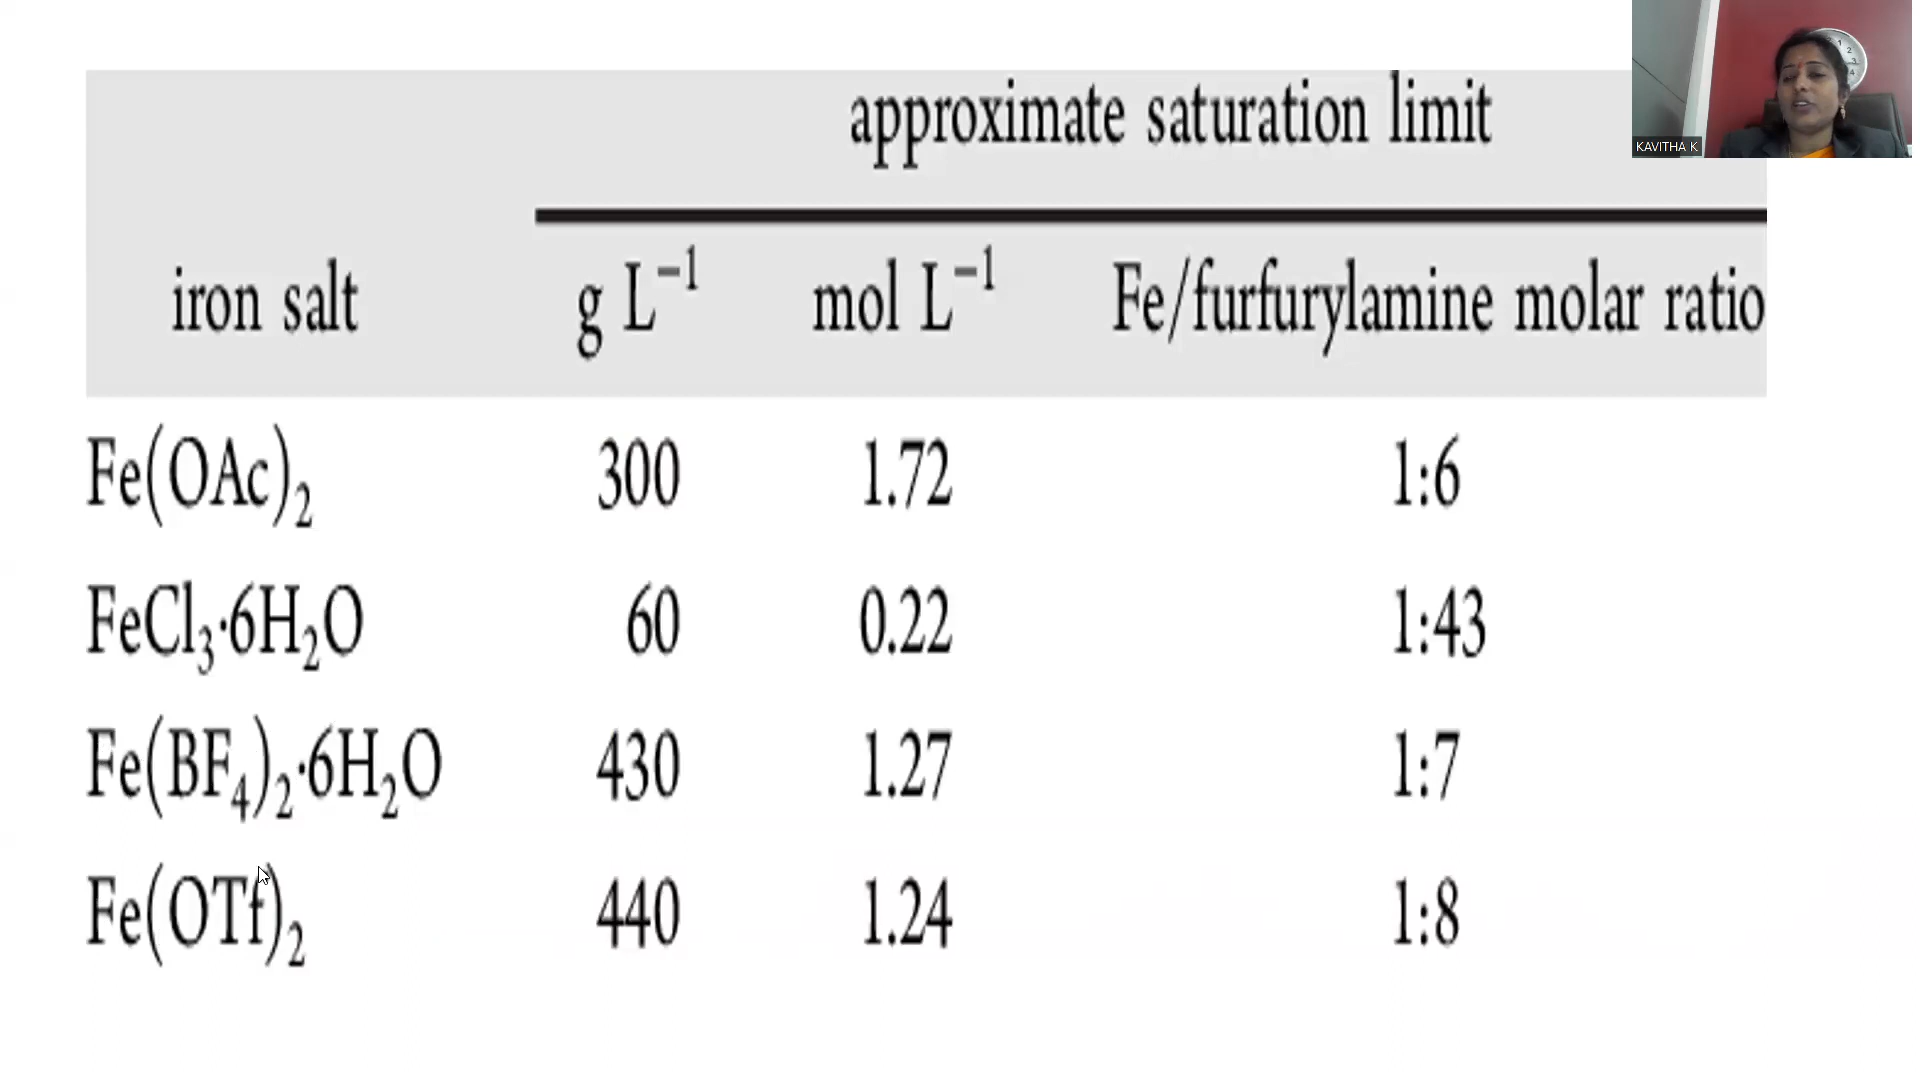 approximate saturation limit
KAVITHA K
iron salt g L⁻¹ mol L⁻¹ Fe/furfurylamine molar ratio
Fe(OAc)₂ 300 1.72 1:6
FeCl₃·6H₂O 60 0.22 1:43
Fe(BF₄)₂·6H₂O 430 1.27 1:7
Fe(OTf)₂ 440 1.24 1:8